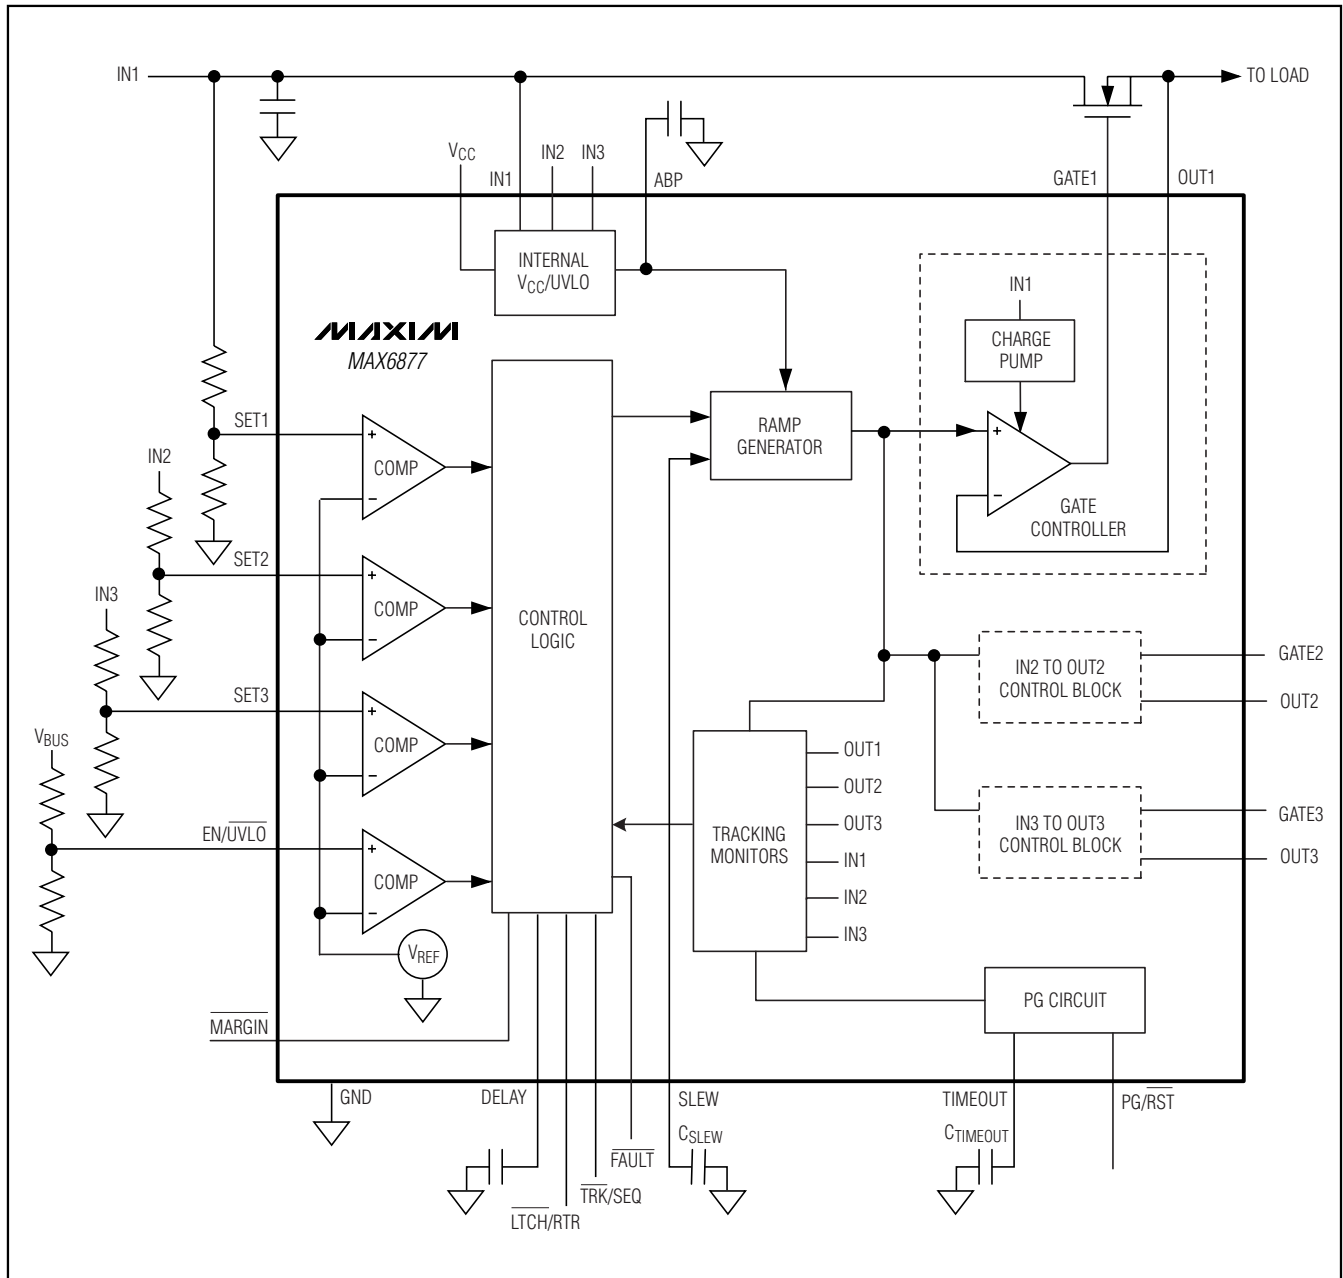 IN1
TO LOAD
VCC
IN2
IN3
IN1
ABP
GATE1
OUT1
INTERNAL
VCC/UVLO
IN1
CHARGE
PUMP
MAXIM
MAX6877
SET1
COMP
+
−
RAMP
GENERATOR
+
−
GATE
CONTROLLER
IN2
SET2
COMP
+
−
CONTROL
LOGIC
IN3
SET3
COMP
+
−
IN2 TO OUT2
CONTROL BLOCK
GATE2
OUT2
VBUS
EN/UVLO
COMP
+
−
VREF
TRACKING
MONITORS
OUT1
OUT2
OUT3
IN1
IN2
IN3
IN3 TO OUT3
CONTROL BLOCK
GATE3
OUT3
PG CIRCUIT
MARGIN
GND
DELAY
LTCH/RTR
TRK/SEQ
FAULT
SLEW
CSLEW
TIMEOUT
CTIMEOUT
PG/RST